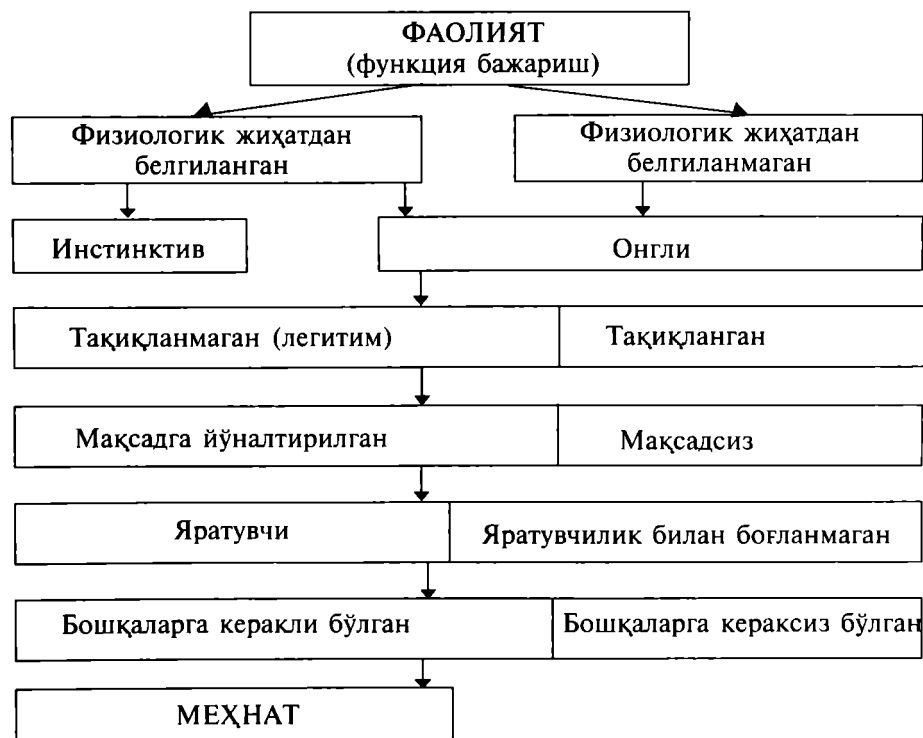 ФАОЛИЯТ
(функция бажариш)
Физиологик жиҳатдан
белгиланган
Физиологик жиҳатдан
белгиланмаган
Инстинктив
Онгли
Тақиқланмаган (легитим)
Тақиқланган
Мақсадга йўналтирилган
Мақсадсиз
Яратувчи
Яратувчилик билан боғланмаган
Бошқаларга керакли бўлган
Бошқаларга кераксиз бўлган
МЕҲНАТ